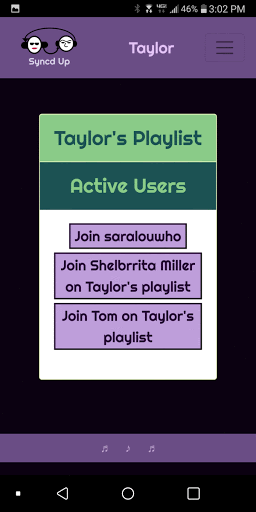 4G 46% 3:02 PM
Syncd Up
Taylor
Taylor's Playlist
Active Users
Join saralouwho
Join Shelbrrita Miller
on Taylor's playlist
Join Tom on Taylor's
playlist